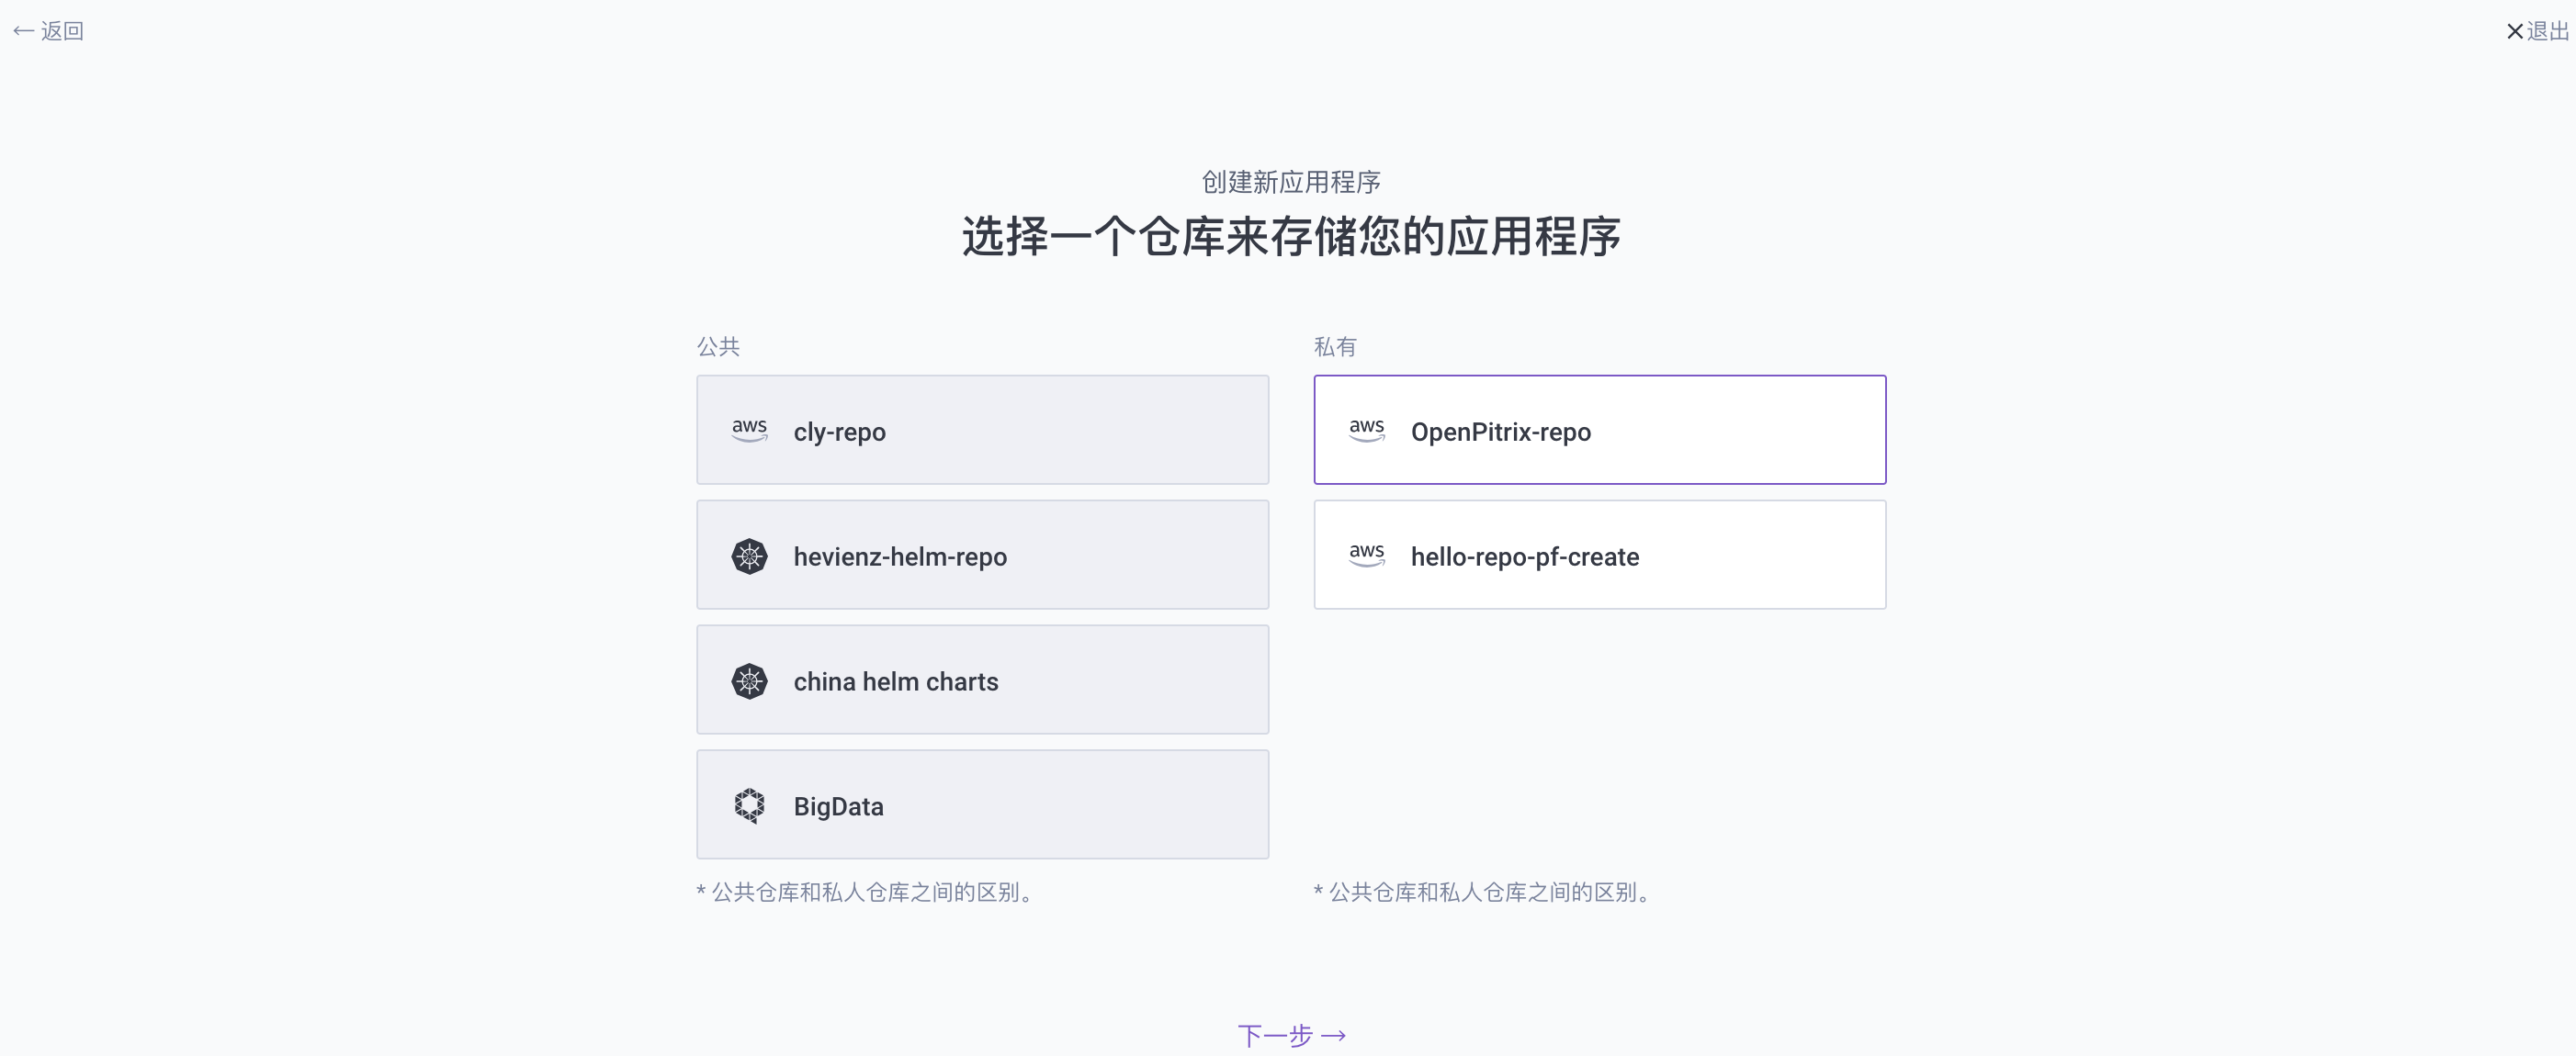 ← 返回
×退出
创建新应用程序
选择一个仓库来存储您的应用程序
公共
aws cly-repo
hevienz-helm-repo
china helm charts
BigData
* 公共仓库和私人仓库之间的区别。
私有
aws OpenPitrix-repo
aws hello-repo-pf-create
* 公共仓库和私人仓库之间的区别。
下一步 →